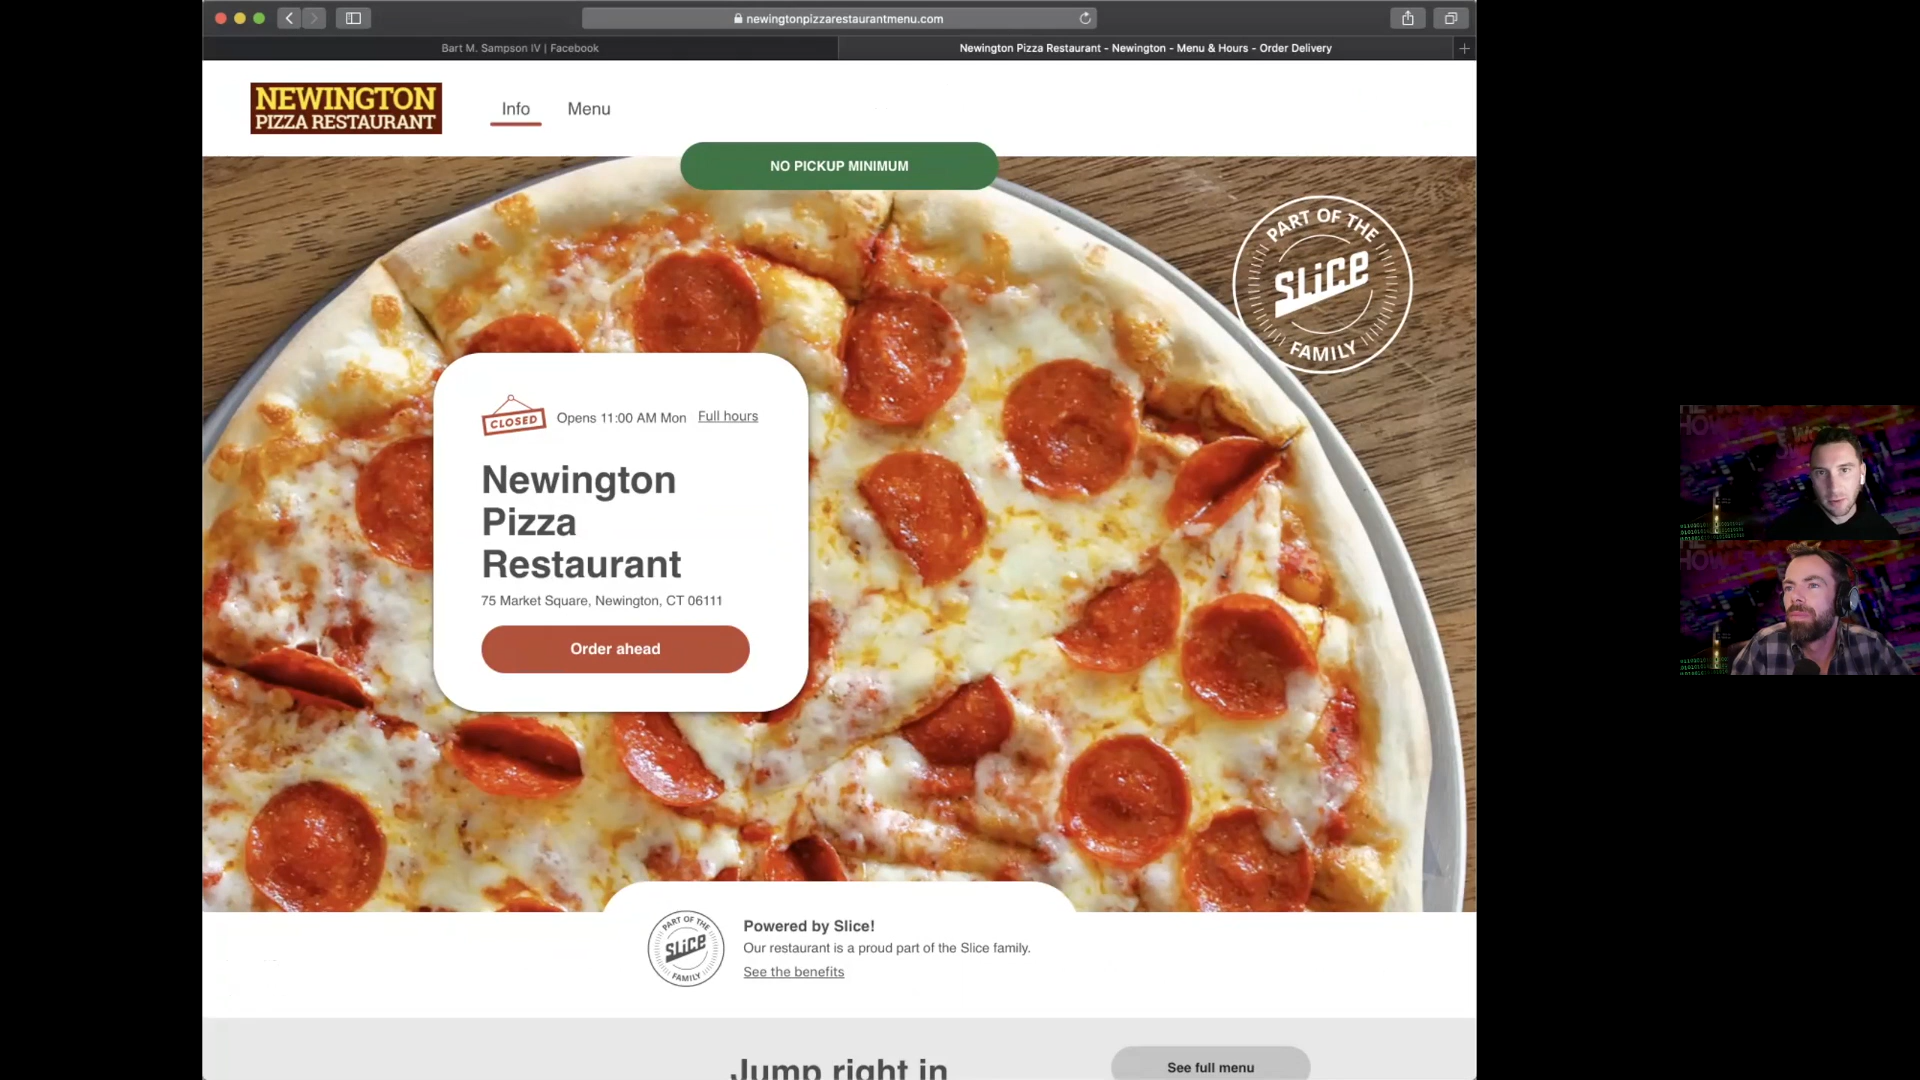 newingtonpizzarestaurantmenu.com
Bart M. Sampson IV | Facebook
Newington Pizza Restaurant - Newington - Menu & Hours - Order Delivery
NEWINGTON
PIZZA RESTAURANT
Info
Menu
NO PICKUP MINIMUM
PART OF THE
SLiCE
FAMILY
CLOSED
Opens 11:00 AM Mon
Full hours
Newington
Pizza
Restaurant
75 Market Square, Newington, CT 06111
Order ahead
PART OF THE
SLiCE
FAMILY
Powered by Slice!
Our restaurant is a proud part of the Slice family.
See the benefits
Jump right in
See full menu